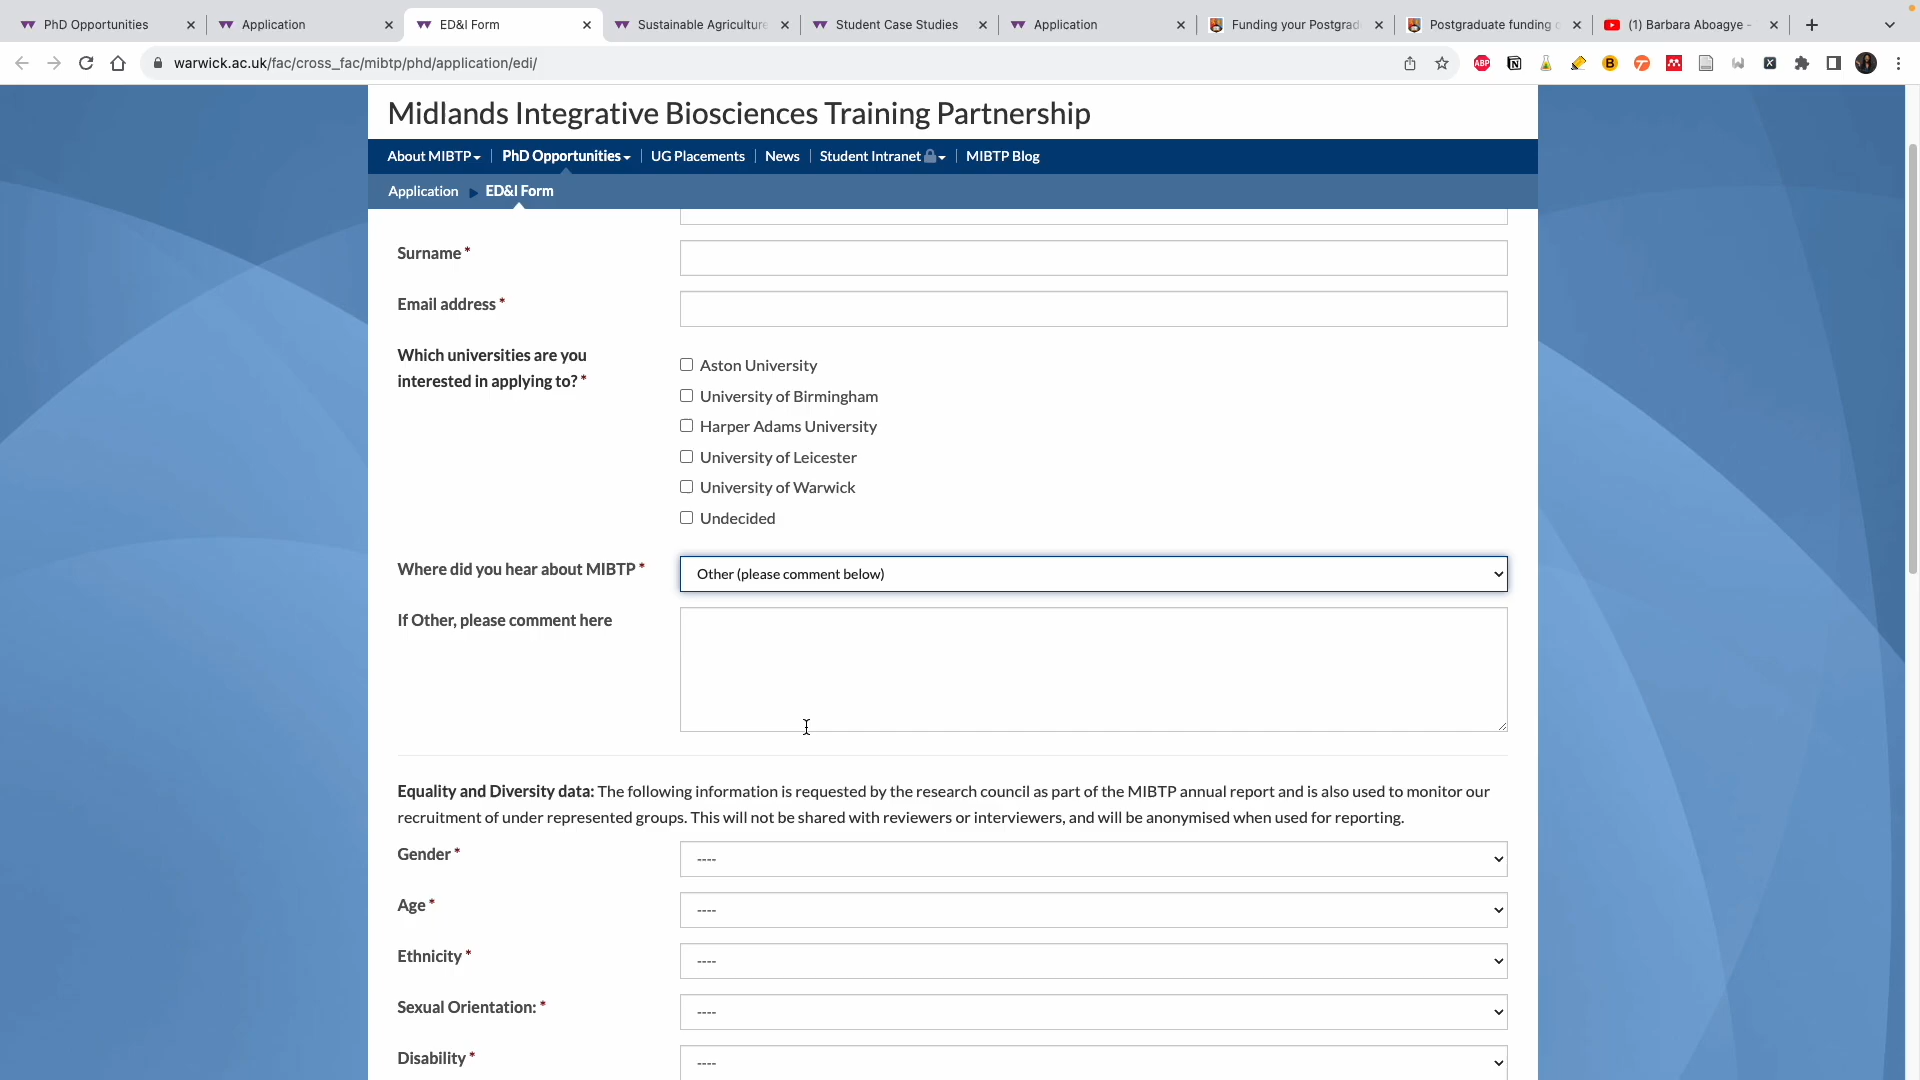 PhD Opportunities
Application
ED&I Form
Sustainable Agriculture
Student Case Studies
Application
Funding your Postgrad
Postgraduate funding
(1) Barbara Aboagye -
warwick.ac.uk/fac/cross_fac/mibtp/phd/application/edi/
ABP
Midlands Integrative Biosciences Training Partnership
About MIBTP
PhD Opportunities
UG Placements
News
Student Intranet
MIBTP Blog
Application
ED&I Form
Surname *
Email address *
Which universities are you
interested in applying to? *
Aston University
University of Birmingham
Harper Adams University
University of Leicester
University of Warwick
Undecided
Where did you hear about MIBTP *
Other (please comment below)
If Other, please comment here
Equality and Diversity data: The following information is requested by the research council as part of the MIBTP annual report and is also used to monitor our
recruitment of under represented groups. This will not be shared with reviewers or interviewers, and will be anonymised when used for reporting.
Gender *
----
Age *
----
Ethnicity *
----
Sexual Orientation: *
----
Disability *
----